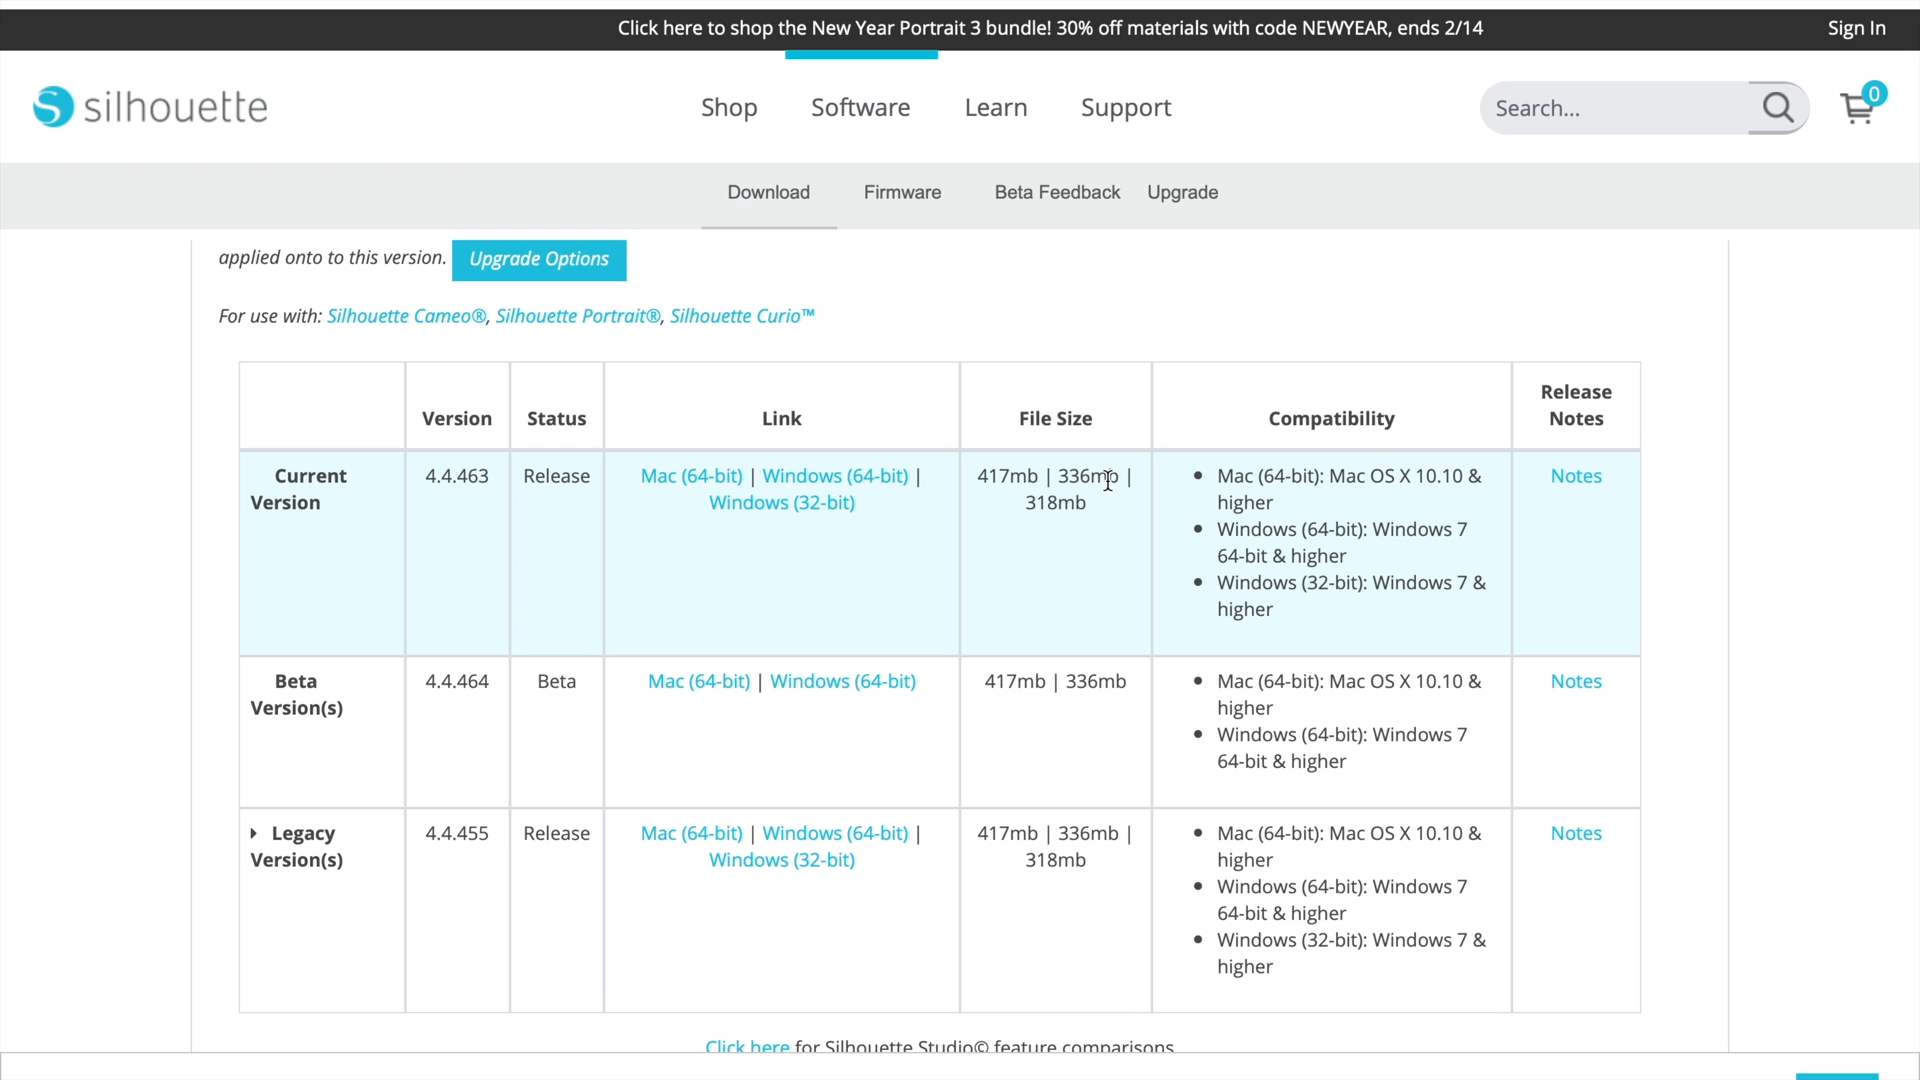 Click here to shop the New Year Portrait 3 bundle! 30% off materials with code NEWYEAR, ends 2/14
Sign In
silhouette
Shop
Software
Learn
Support
Search...
0
Download
Firmware
Beta Feedback
Upgrade
applied onto to this version. Upgrade Options
For use with: Silhouette Cameo®, Silhouette Portrait®, Silhouette Curio™
Version
Status
Link
File Size
Compatibility
Release
Notes
Current
Version
4.4.463
Release
Mac (64-bit) | Windows (64-bit) |
Windows (32-bit)
417mb | 336mb |
318mb
• Mac (64-bit): Mac OS X 10.10 &
higher
• Windows (64-bit): Windows 7
64-bit & higher
• Windows (32-bit): Windows 7 &
higher
Notes
Beta
Version(s)
4.4.464
Beta
Mac (64-bit) | Windows (64-bit)
417mb | 336mb
• Mac (64-bit): Mac OS X 10.10 &
higher
• Windows (64-bit): Windows 7
64-bit & higher
Notes
Legacy
Version(s)
4.4.455
Release
Mac (64-bit) | Windows (64-bit) |
Windows (32-bit)
417mb | 336mb |
318mb
• Mac (64-bit): Mac OS X 10.10 &
higher
• Windows (64-bit): Windows 7
64-bit & higher
• Windows (32-bit): Windows 7 &
higher
Notes
Click here for Silhouette Studio© feature comparisons